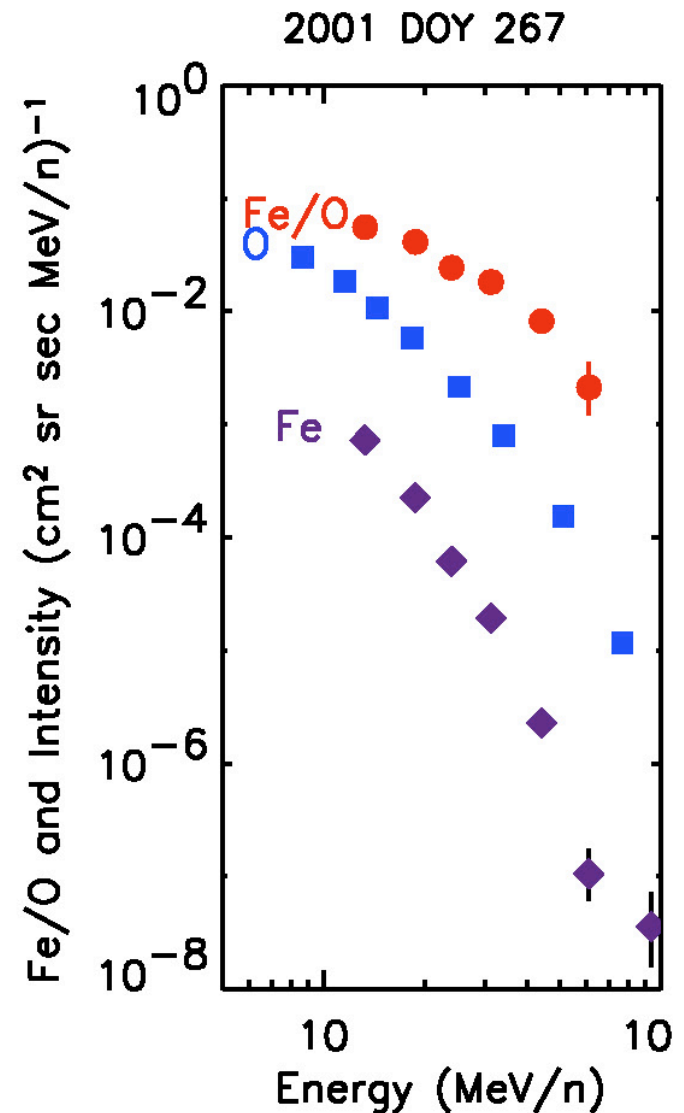 2001 DOY 267
Fe/O and Intensity (cm² sr sec MeV/n)⁻¹
10⁰
10⁻²
10⁻⁴
10⁻⁶
10⁻⁸
Fe/O
O
Fe
10
10
Energy (MeV/n)